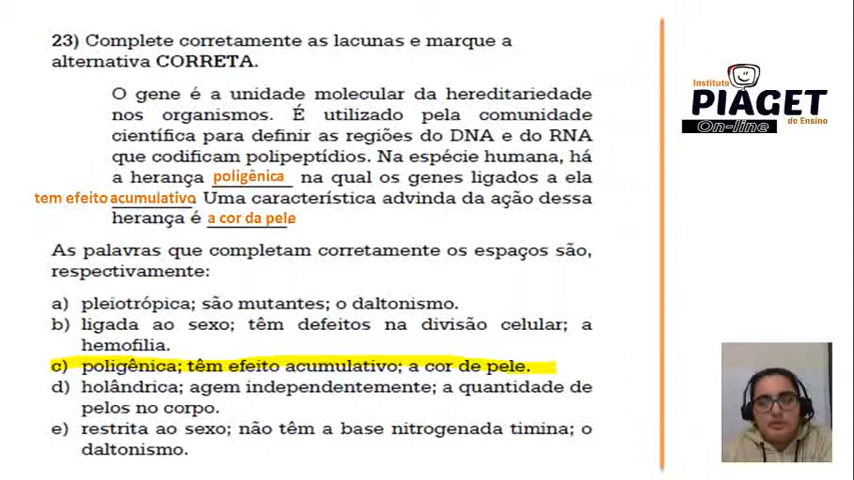 23) Complete corretamente as lacunas e marque a
alternativa CORRETA.
O gene é a unidade molecular da hereditariedade
nos organismos. É utilizado pela comunidade
científica para definir as regiões do DNA e do RNA
que codificam polipeptídios. Na espécie humana, há
a herança poligênica na qual os genes ligados a ela
tem efeito acumulativo. Uma característica advinda da ação dessa
herança é a cor da pele.
As palavras que completam corretamente os espaços são,
respectivamente:
a) pleiotrópica; são mutantes; o daltonismo.
b) ligada ao sexo; têm defeitos na divisão celular; a
hemofilia.
c) poligênica; têm efeito acumulativo; a cor de pele.
d) holândrica; agem independentemente; a quantidade de
pelos no corpo.
e) restrita ao sexo; não têm a base nitrogenada timina; o
daltonismo.
Instituto
PIAGET
On-line de Ensino